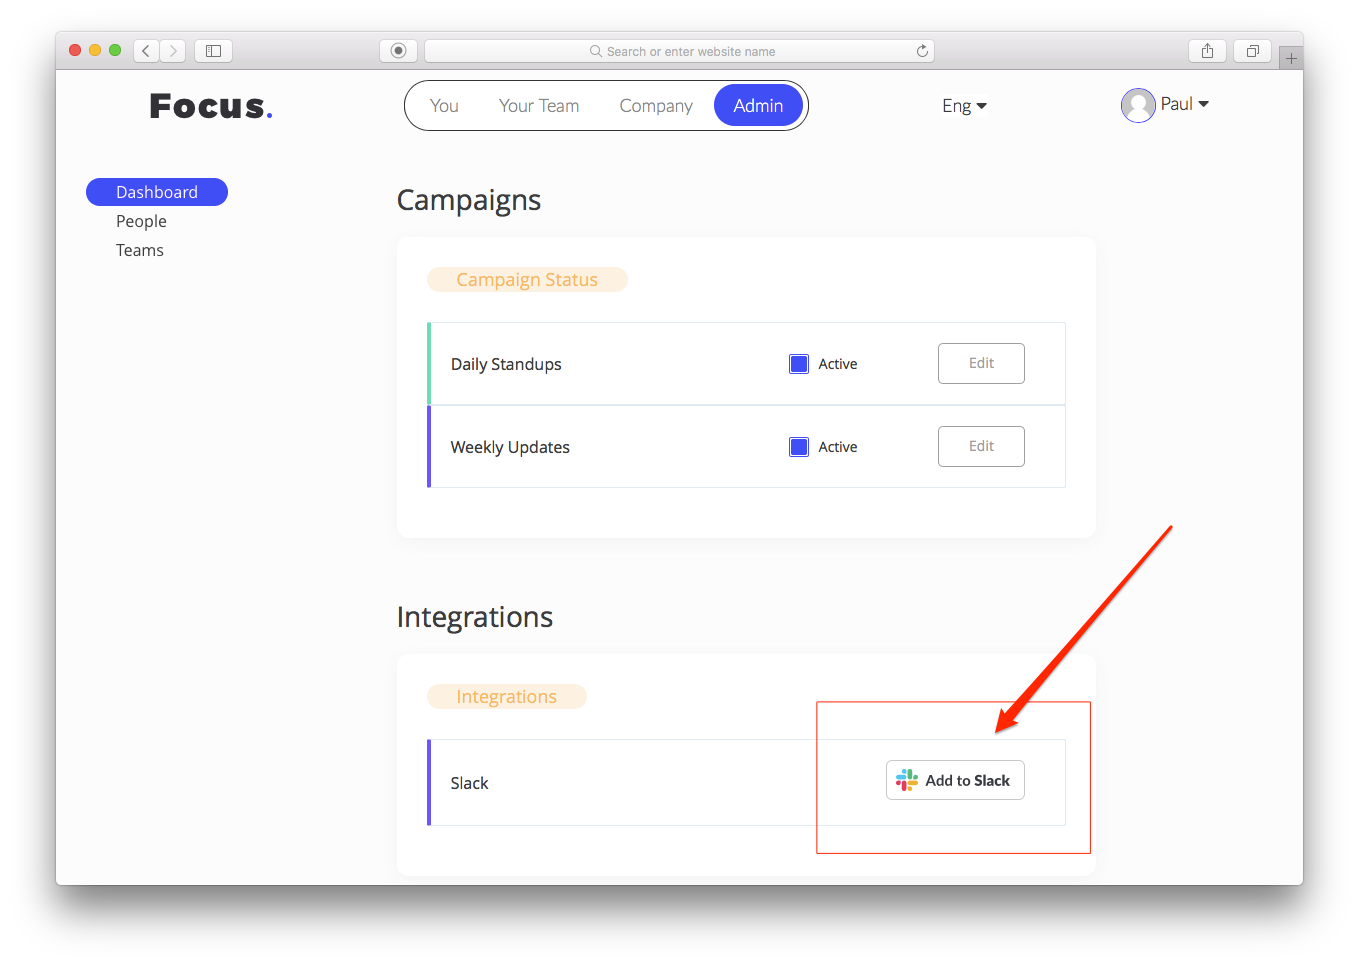 Search or enter website name
Focus.
You
Your Team
Company
Admin
Eng
Paul
Dashboard
People
Teams
Campaigns
Campaign Status
Daily Standups
Active
Edit
Weekly Updates
Active
Edit
Integrations
Integrations
Slack
Add to Slack